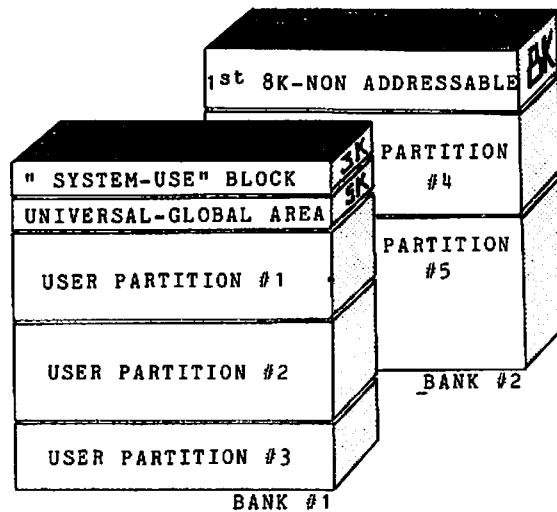 1st 8K-NON ADDRESSABLE
8K
PARTITION
#4
PARTITION
#5
BANK #2
" SYSTEM-USE" BLOCK
3K
UNIVERSAL-GLOBAL AREA
5K
USER PARTITION #1
USER PARTITION #2
USER PARTITION #3
BANK #1